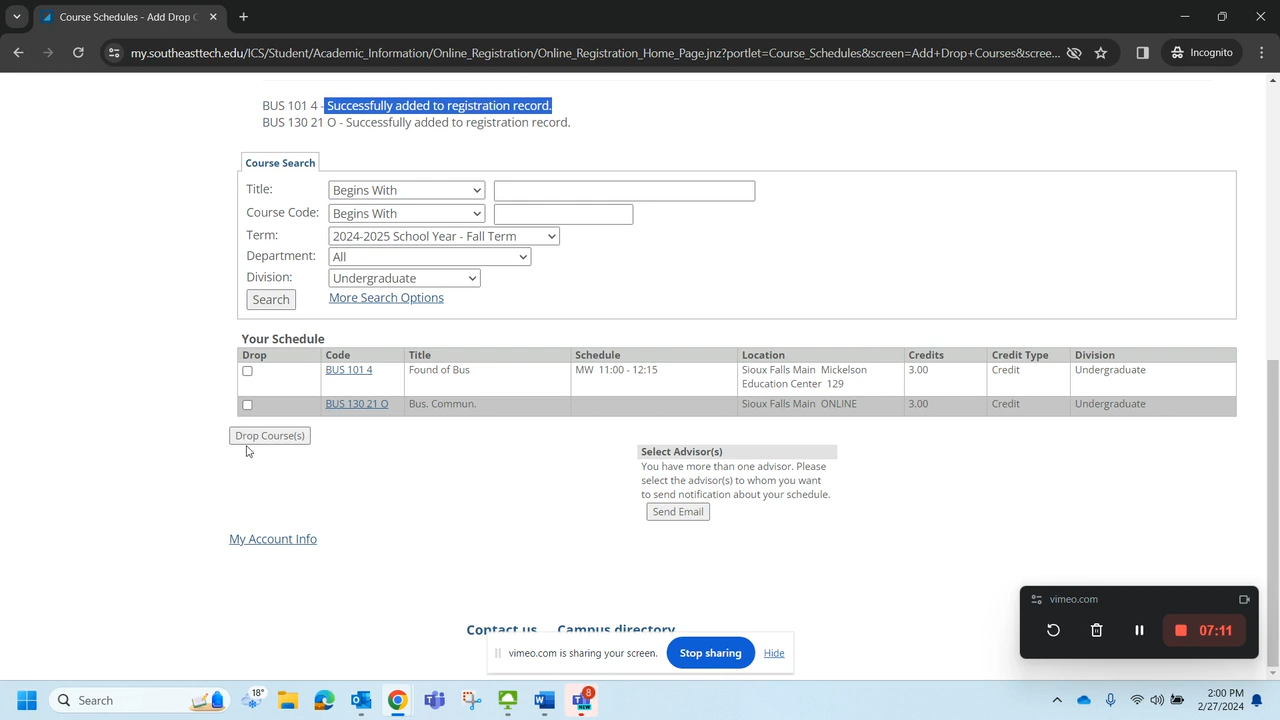 Course Schedules - Add Drop C
my.southeasttech.edu/ICS/Student/Academic_Information/Online_Registration/Online_Registration_Home_Page.jnz?portlet=Course_Schedules&screen=Add+Drop+Courses&scree...
Incognito
BUS 101 4 - Successfully added to registration record.
BUS 130 21 O - Successfully added to registration record.
Course Search
Title: Begins With
Course Code: Begins With
Term: 2024-2025 School Year - Fall Term
Department: All
Division: Undergraduate
Search More Search Options
Your Schedule
Drop Code Title Schedule Location Credits Credit Type Division
BUS 101 4 Found of Bus MW 11:00 - 12:15 Sioux Falls Main Mickelson 3.00 Credit Undergraduate
Education Center 129
BUS 130 21 O Bus. Commun. Sioux Falls Main ONLINE 3.00 Credit Undergraduate
Drop Course(s)
Select Advisor(s)
You have more than one advisor. Please
select the advisor(s) to whom you want
to send notification about your schedule.
Send Email
My Account Info
Contact us Campus directory
vimeo.com
07:11
vimeo.com is sharing your screen. Stop sharing Hide
Search
18°
8
NEW
2:00 PM
2/27/2024